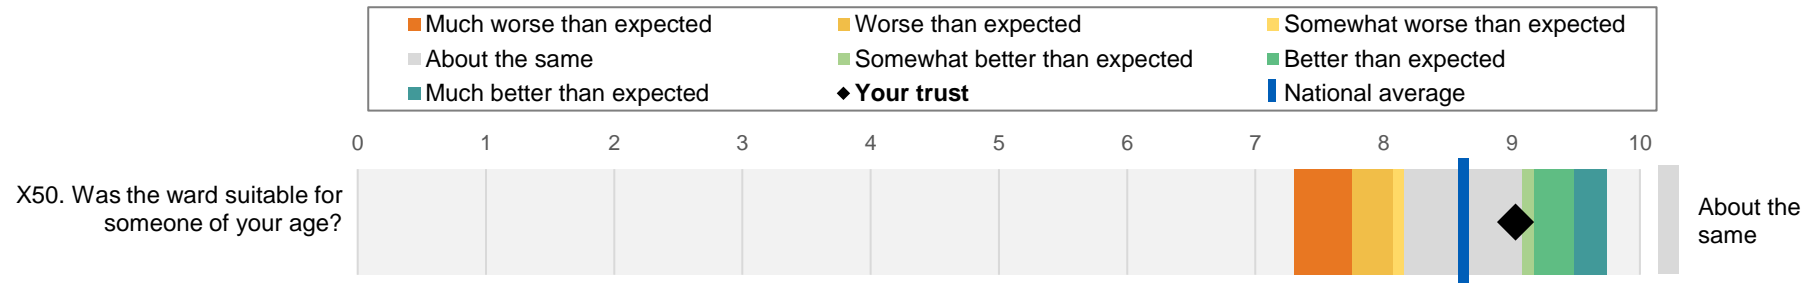 Much worse than expected
Worse than expected
Somewhat worse than expected
About the same
Somewhat better than expected
Better than expected
Much better than expected
Your trust
National average
0 1 2 3 4 5 6 7 8 9 10
X50. Was the ward suitable for
someone of your age?
About the
same